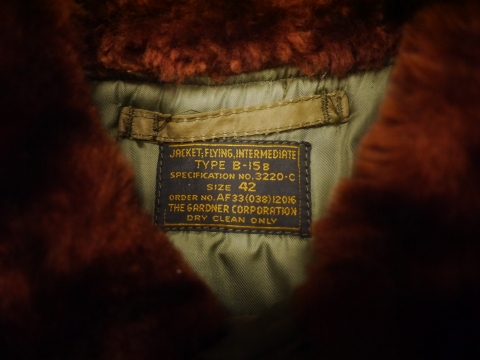 JACKET, FLYING, INTERMEDIATE
TYPE B-15B
SPECIFICATION NO. 3220-C
SIZE 42
ORDER NO. AF33(038)12016
THE GARDNER CORPORATION
DRY CLEAN ONLY